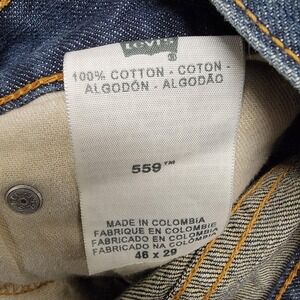 Levi's
®
100% COTTON - COTON -
ALGODÓN - ALGODÃO
559™
MADE IN COLOMBIA
FABRIQUE EN COLOMBIE
FABRICADO EN COLOMBIA
FABRICADO NA COLOMBIA
46 x 29